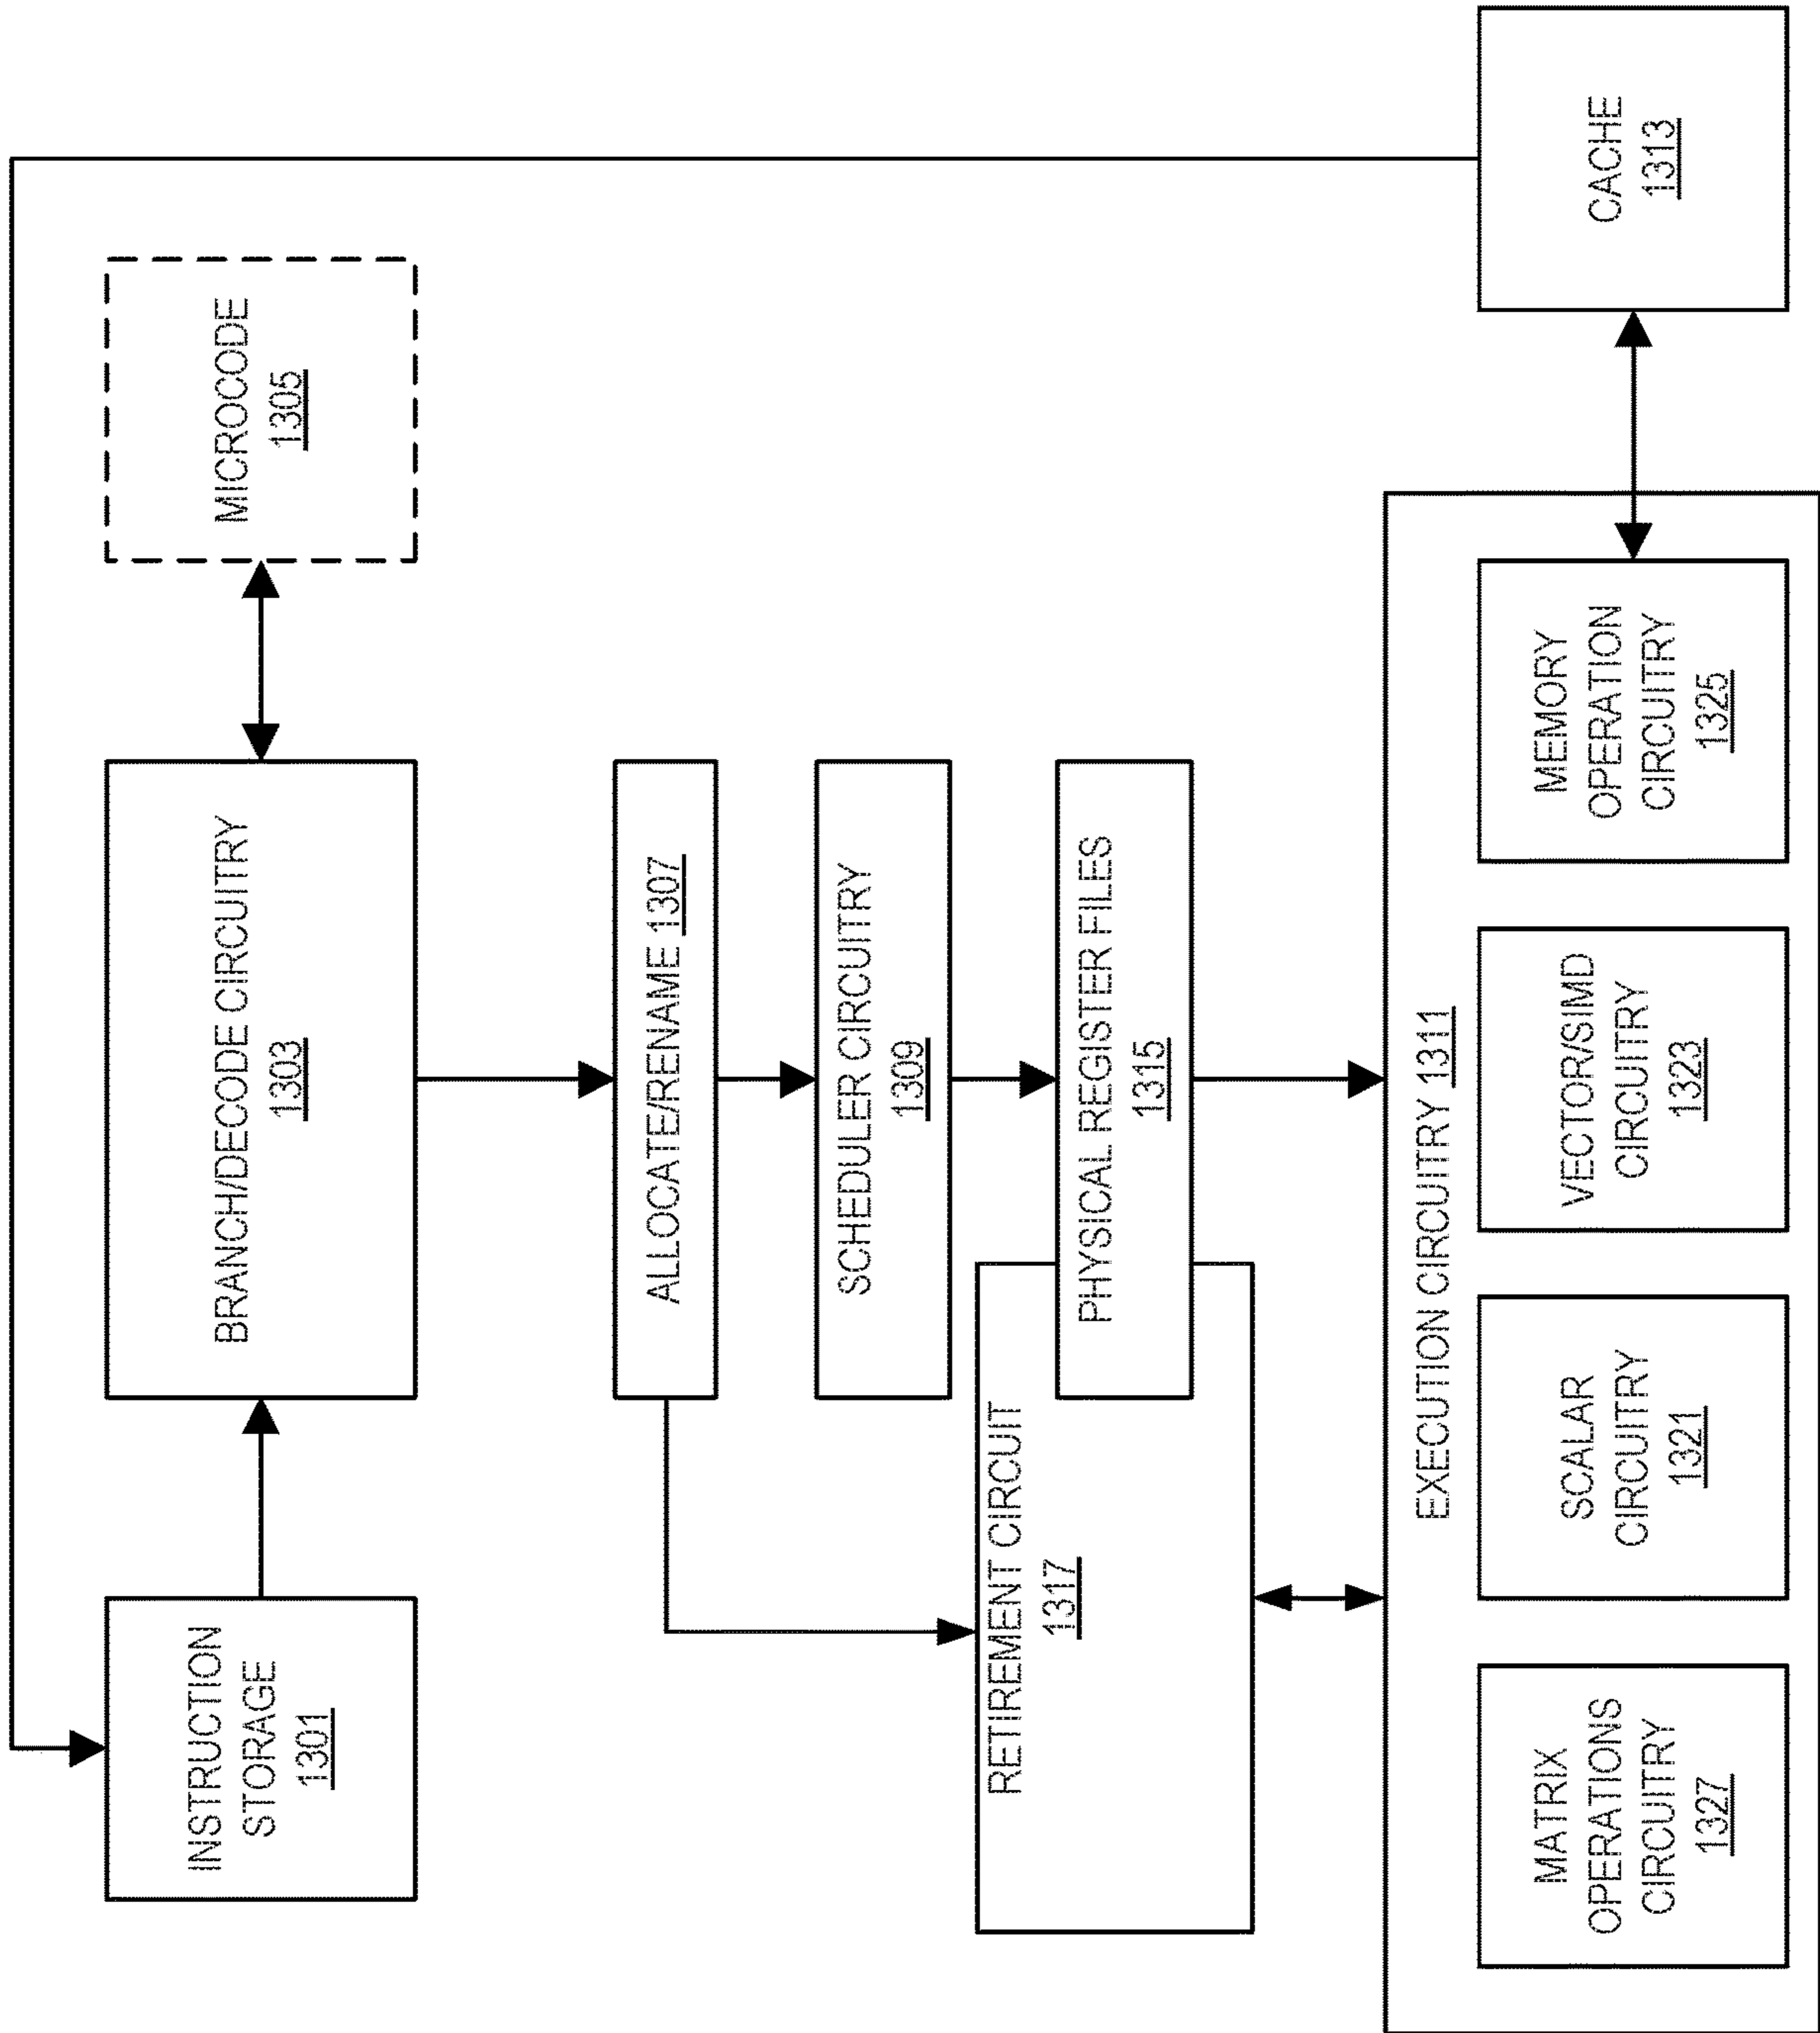 INSTRUCTION
STORAGE
1301
BRANCH/DECODE CIRCUITRY
1303
MICROCODE
1305
ALLOCATE/RENAME 1307
SCHEDULER CIRCUITRY
1309
RETIREMENT CIRCUIT
1317
PHYSICAL REGISTER FILES
1315
EXECUTION CIRCUITRY 1311
MATRIX
OPERATIONS
CIRCUITRY
1327
SCALAR
CIRCUITRY
1321
VECTOR/SIMD
CIRCUITRY
1323
MEMORY
OPERATION
CIRCUITRY
1325
CACHE
1313